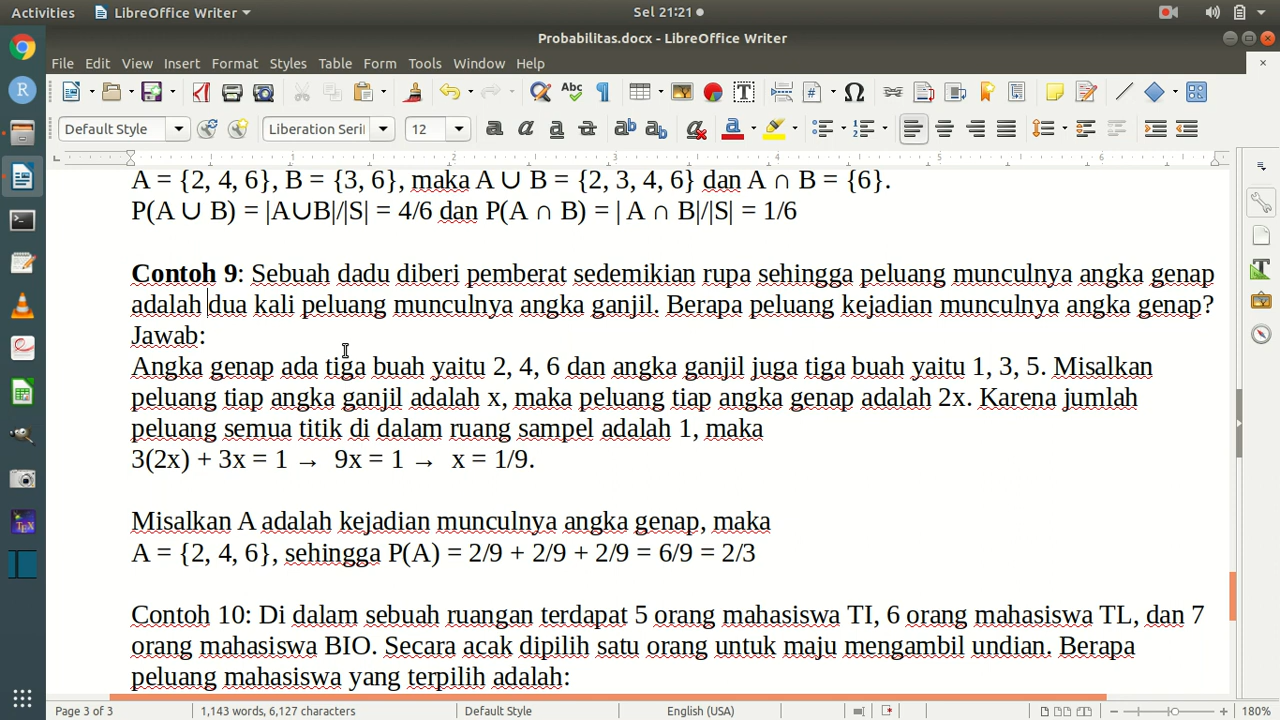 Activities LibreOffice Writer Sel 21:21
Probabilitas.docx - LibreOffice Writer
File Edit View Insert Format Styles Table Form Tools Window Help
Default Style Liberation Seri 12
1 2 3 4 5 6
A = {2, 4, 6}, B = {3, 6}, maka A ∪ B = {2, 3, 4, 6} dan A ∩ B = {6}.
P(A ∪ B) = |A∪B|/|S| = 4/6 dan P(A ∩ B) = | A ∩ B|/|S| = 1/6
Contoh 9: Sebuah dadu diberi pemberat sedemikian rupa sehingga peluang munculnya angka genap
adalah dua kali peluang munculnya angka ganjil. Berapa peluang kejadian munculnya angka genap?
Jawab:
Angka genap ada tiga buah yaitu 2, 4, 6 dan angka ganjil juga tiga buah yaitu 1, 3, 5. Misalkan
peluang tiap angka ganjil adalah x, maka peluang tiap angka genap adalah 2x. Karena jumlah
peluang semua titik di dalam ruang sampel adalah 1, maka
3(2x) + 3x = 1 → 9x = 1 → x = 1/9.
Misalkan A adalah kejadian munculnya angka genap, maka
A = {2, 4, 6}, sehingga P(A) = 2/9 + 2/9 + 2/9 = 6/9 = 2/3
Contoh 10: Di dalam sebuah ruangan terdapat 5 orang mahasiswa TI, 6 orang mahasiswa TL, dan 7
orang mahasiswa BIO. Secara acak dipilih satu orang untuk maju mengambil undian. Berapa
peluang mahasiswa yang terpilih adalah:
Page 3 of 3 1,143 words, 6,127 characters Default Style English (USA) 180%